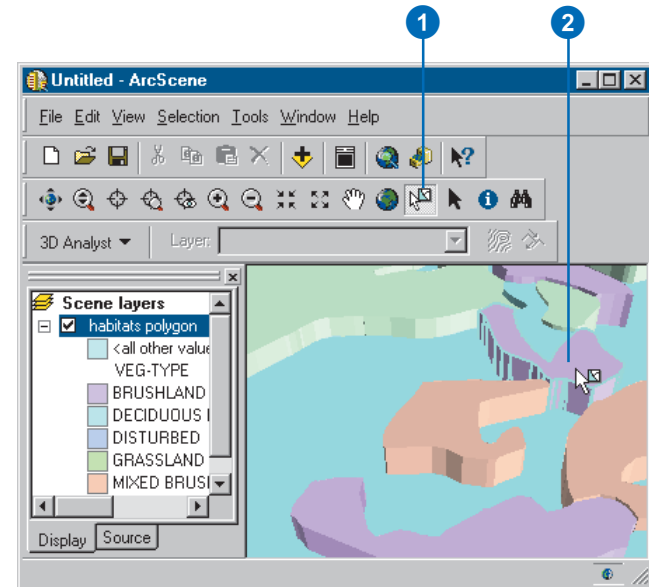 1 2
Untitled - ArcScene
File Edit View Selection Tools Window Help
3D Analyst Layer:
Scene layers
habitats polygon
<all other value
VEG-TYPE
BRUSHLAND
DECIDUOUS
DISTURBED
GRASSLAND
MIXED BRUSI
Display Source